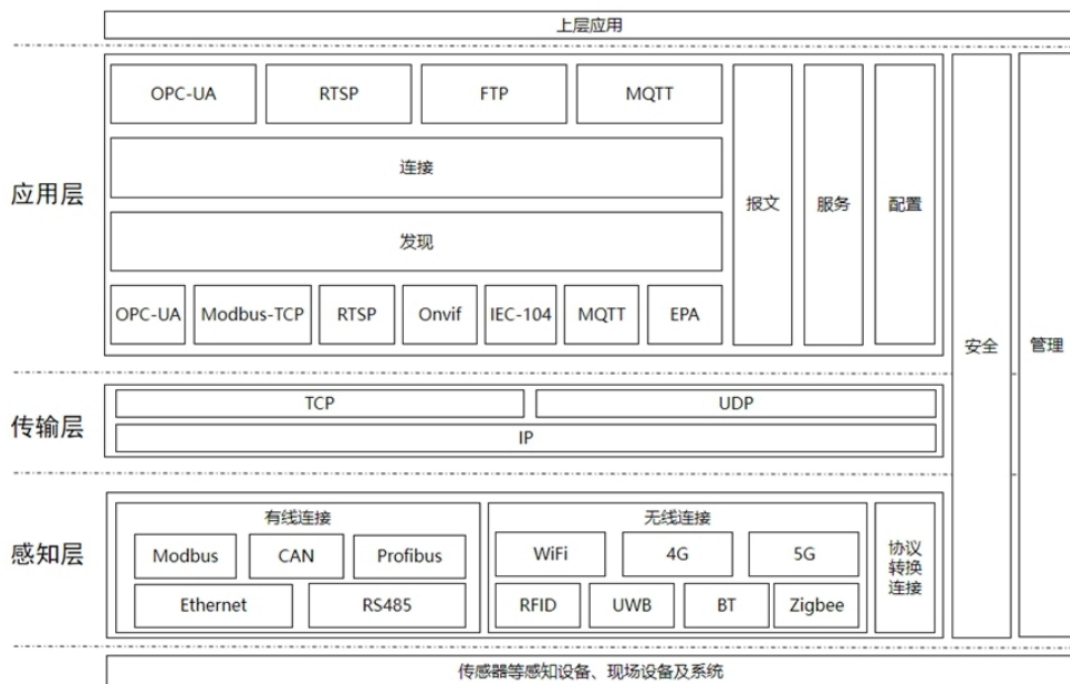 上层应用
应用层
OPC-UA
RTSP
FTP
MQTT
连接
发现
OPC-UA
Modbus-TCP
RTSP
Onvif
IEC-104
MQTT
EPA
报文
服务
配置
安全
管理
传输层
TCP
UDP
IP
感知层
有线连接
Modbus
CAN
Profibus
Ethernet
RS485
无线连接
WiFi
4G
5G
RFID
UWB
BT
Zigbee
协议
转换
连接
传感器等感知设备、现场设备及系统